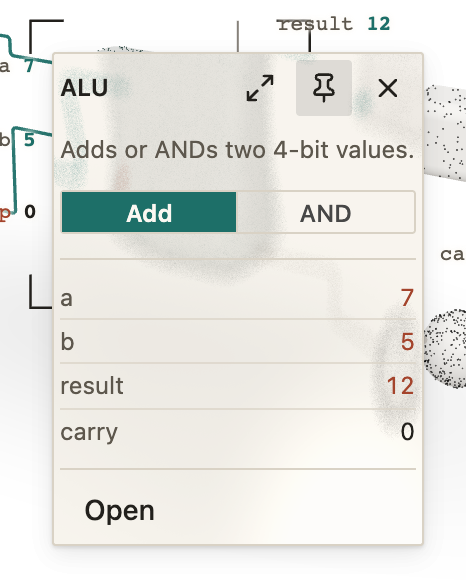 result 12
a 7
ALU
b 5
Adds or ANDs two 4-bit values.
p 0
Add AND
ca
a 7
b 5
result 12
carry 0
Open